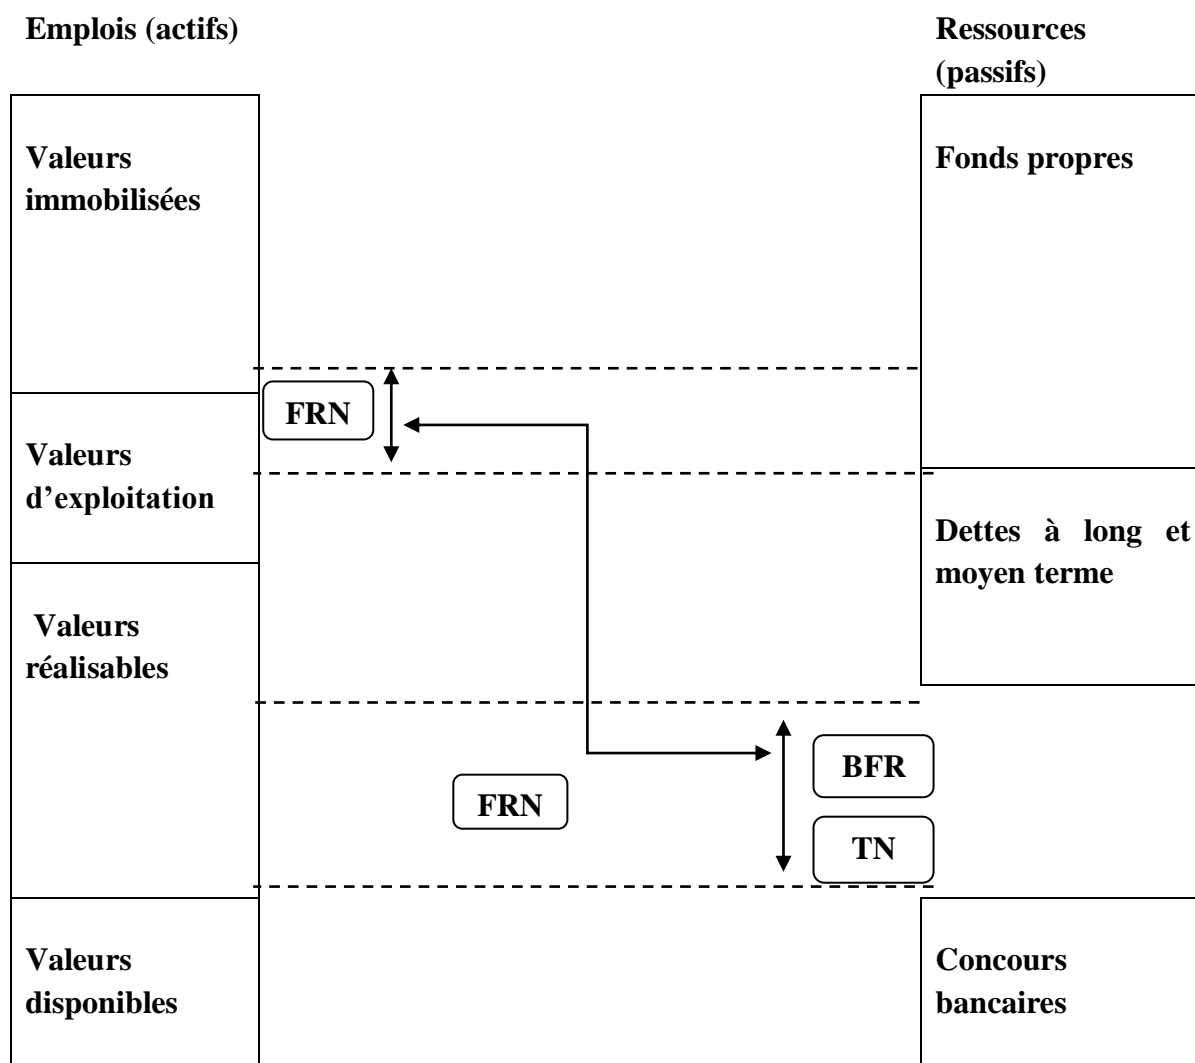 Emplois (actifs)
Ressources
(passifs)
Valeurs
immobilisées
Fonds propres
FRN
Valeurs
d’exploitation
Dettes à long et
moyen terme
Valeurs
réalisables
BFR
FRN
TN
Valeurs
disponibles
Concours
bancaires